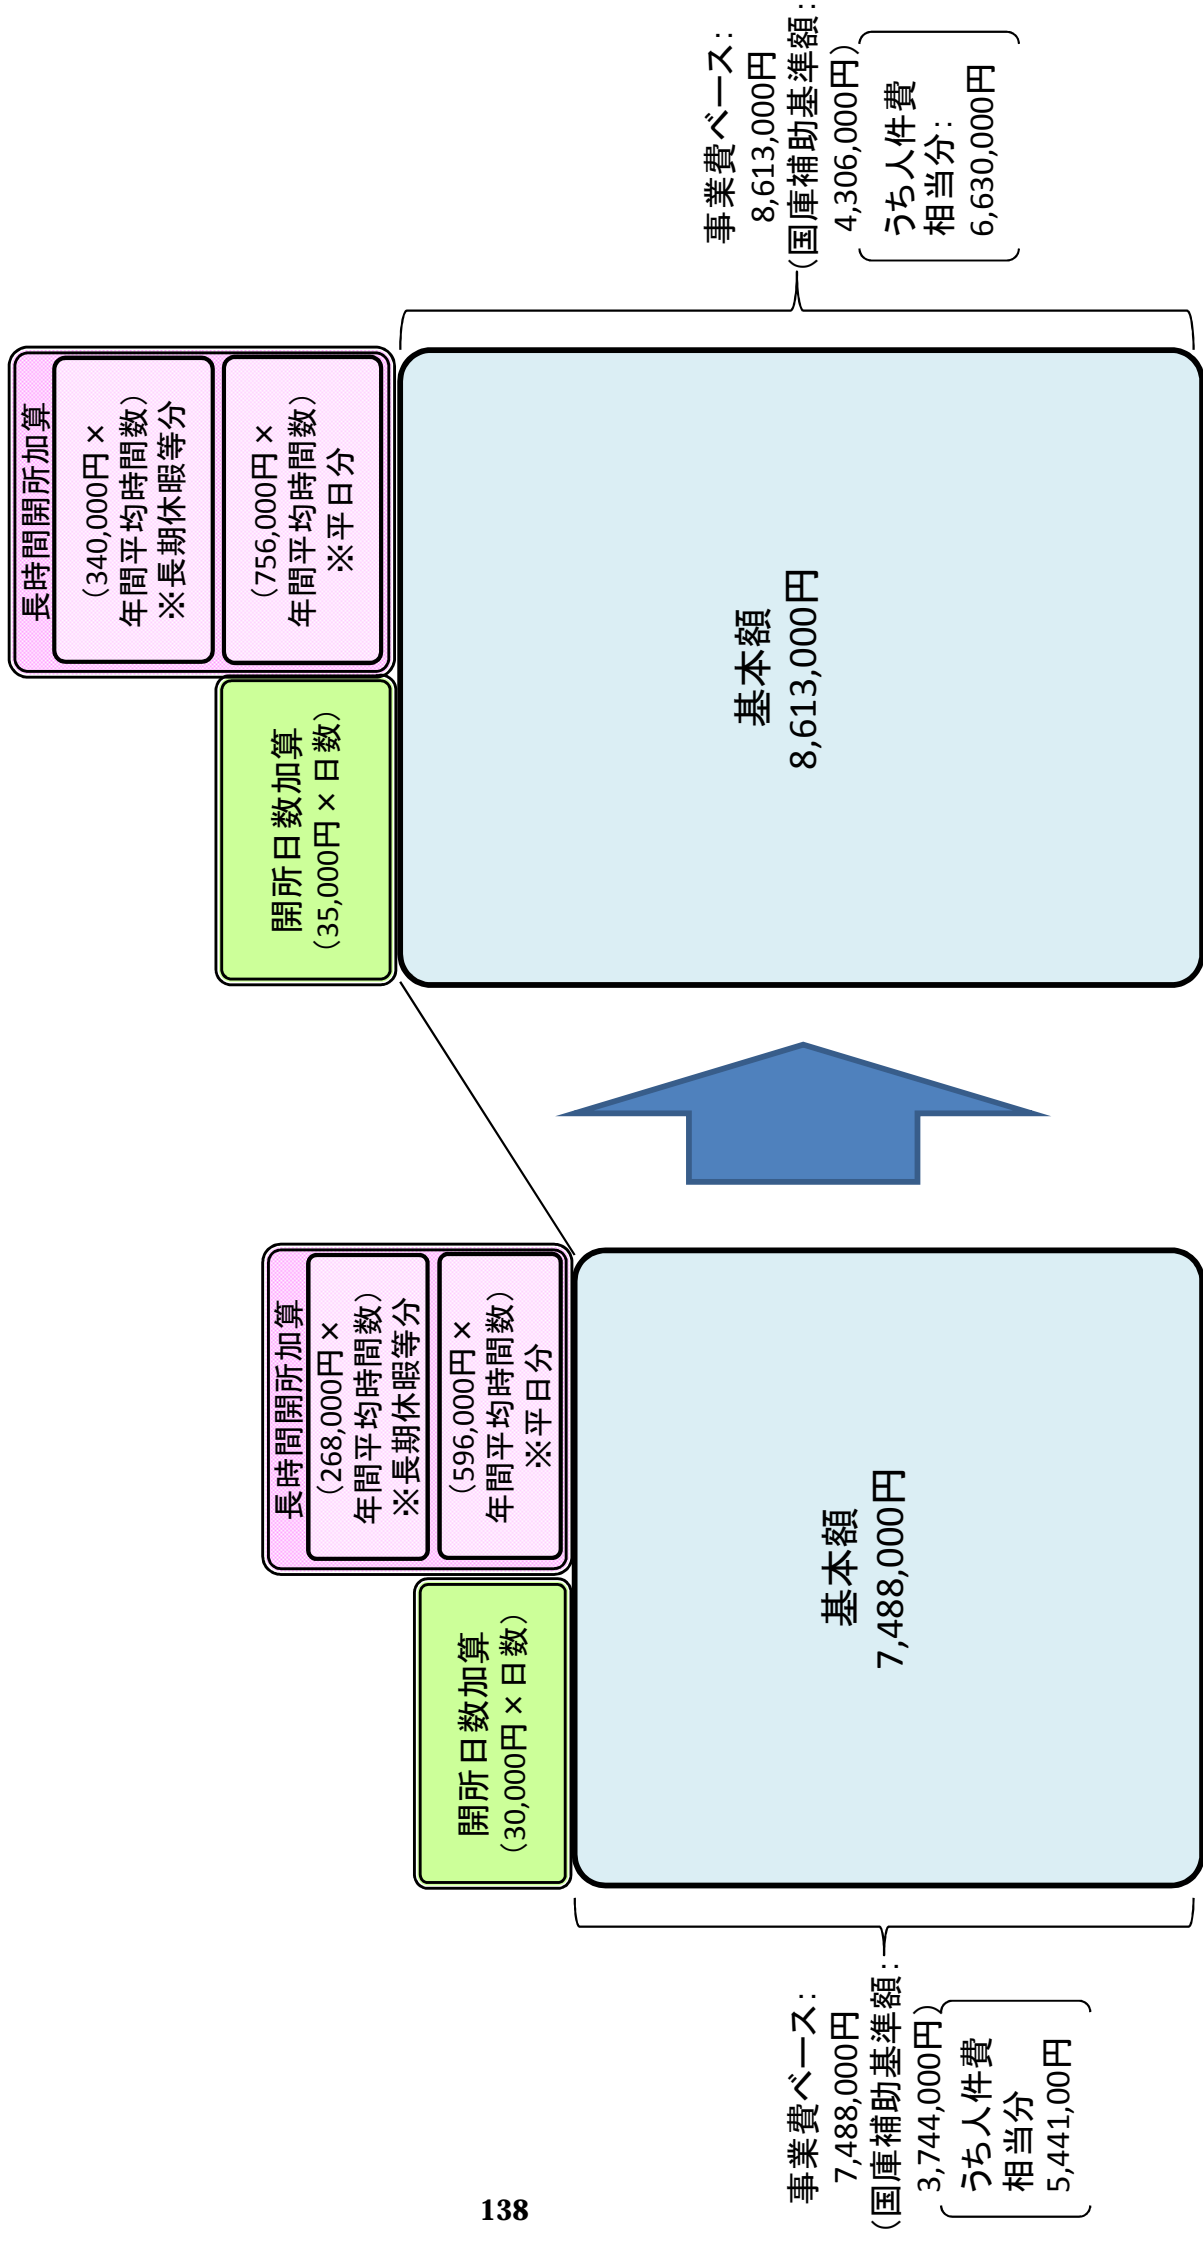 長時間開所加算
（268,000円×
年間平均時間数）
※長期休暇等分
（596,000円×
年間平均時間数）
※平日分
開所日数加算
（30,000円×日数）
基本額
7,488,000円
事業費ベース：
7,488,000円
（国庫補助基準額：
3,744,000円）
うち人件費
相当分
5,441,00円
長時間開所加算
（340,000円×
年間平均時間数）
※長期休暇等分
（756,000円×
年間平均時間数）
※平日分
開所日数加算
（35,000円×日数）
基本額
8,613,000円
事業費ベース：
8,613,000円
（国庫補助基準額：
4,306,000円）
うち人件費
相当分：
6,630,000円
138